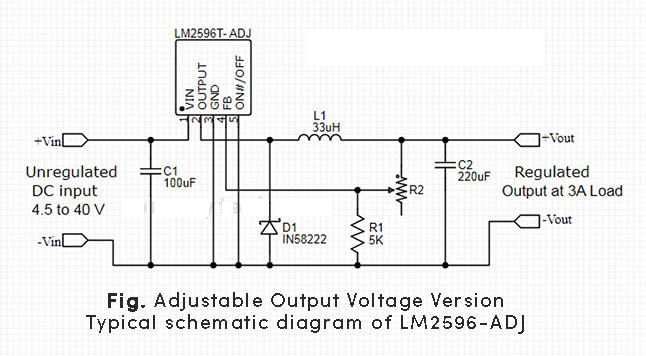 LM2596T-ADJ
VIN
OUTPUT
GND
FB
ON#/OFF
1
2
3
4
5
L1
33uH
+Vin
+Vout
Unregulated
DC input
4.5 to 40 V
C1
100uF
R2
C2
220uF
Regulated
Output at 3A Load
-Vin
-Vout
D1
IN58222
R1
5K
Fig. Adjustable Output Voltage Version
Typical schematic diagram of LM2596-ADJ